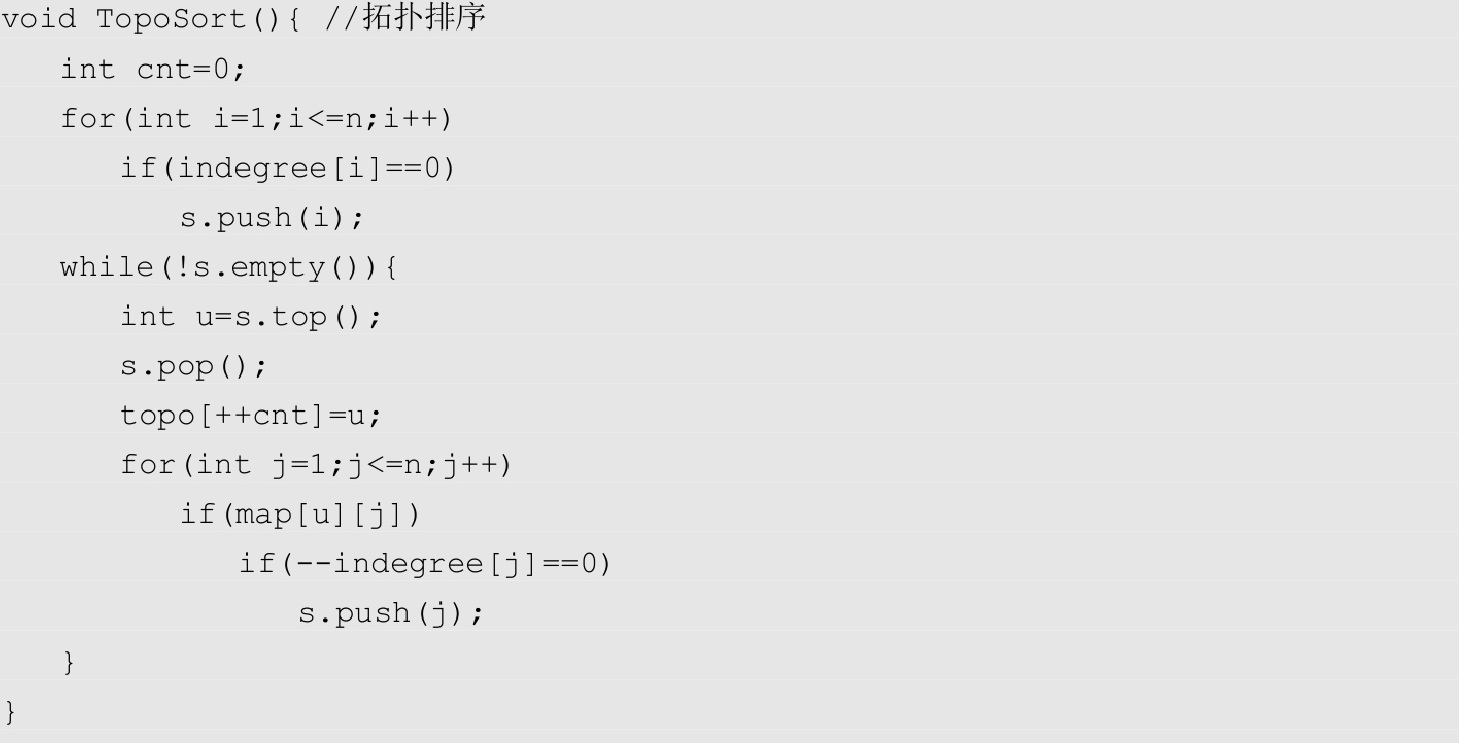 void TopoSort(){ //拓扑排序
int cnt=0;
for(int i=1;i<=n;i++)
if(indegree[i]==0)
s.push(i);
while(!s.empty()){
int u=s.top();
s.pop();
topo[++cnt]=u;
for(int j=1;j<=n;j++)
if(map[u][j])
if(--indegree[j]==0)
s.push(j);
}
}